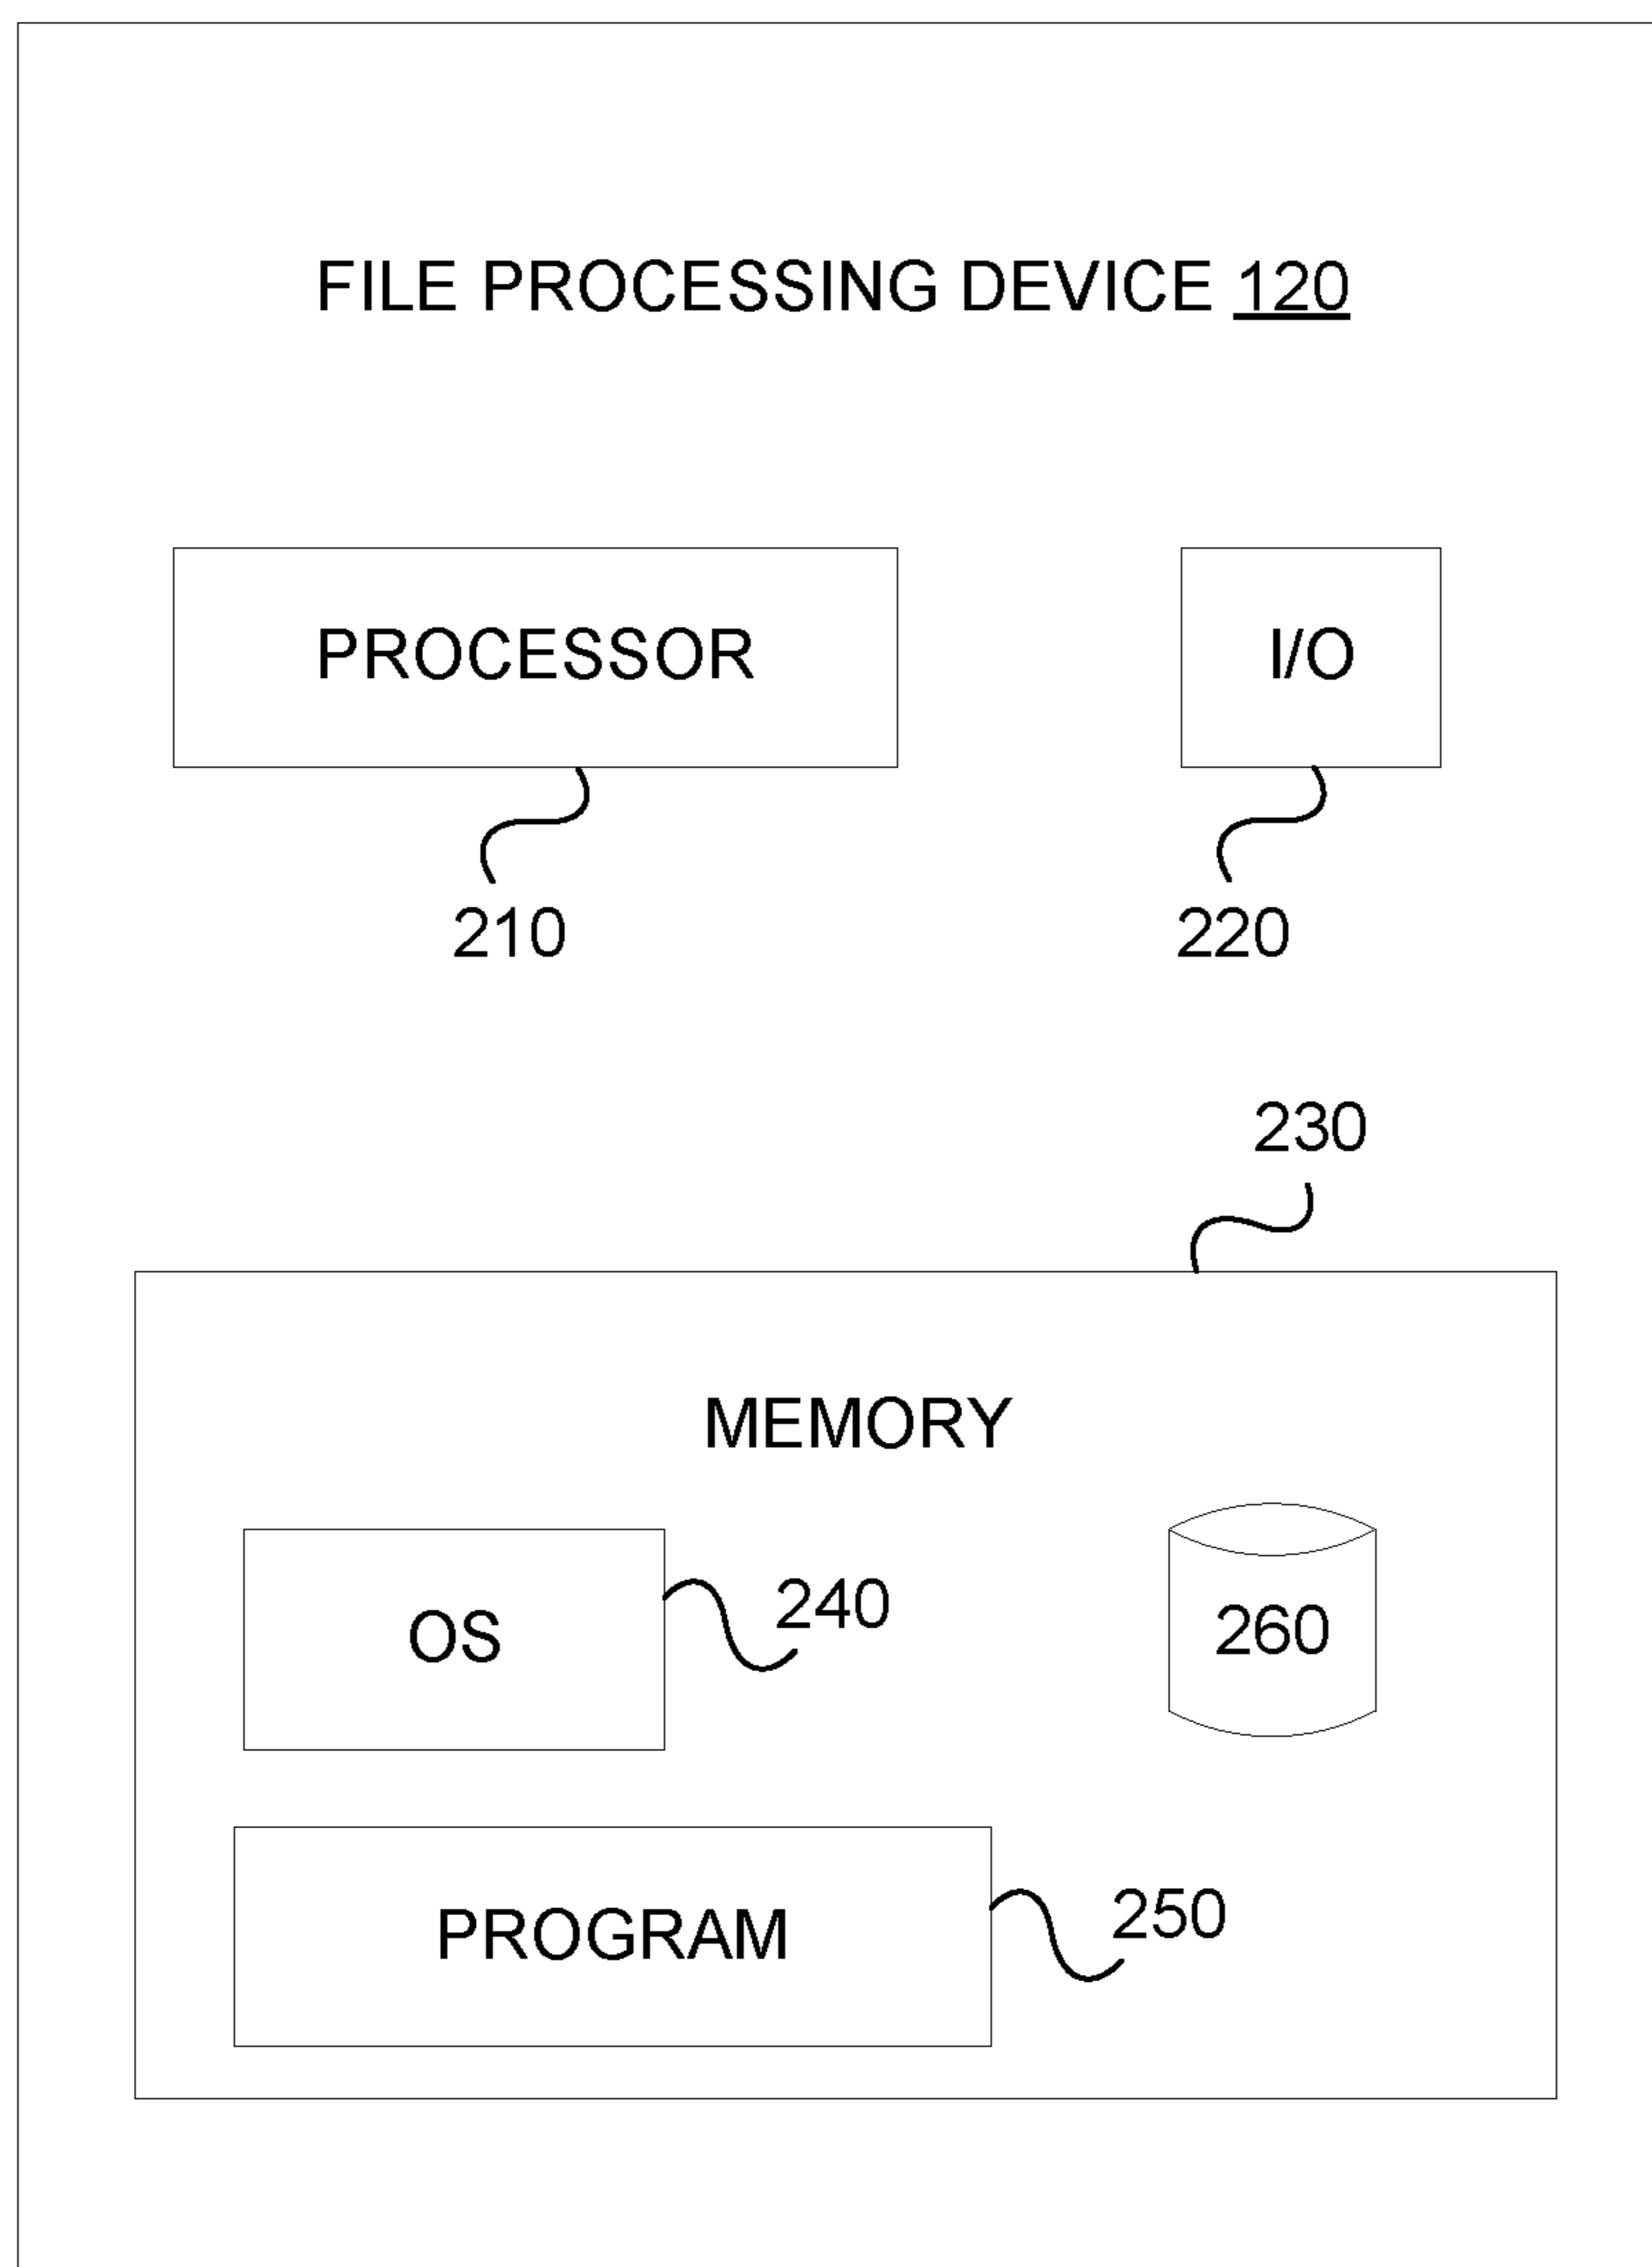 FILE PROCESSING DEVICE 120
PROCESSOR
I/O
210
220
230
MEMORY
OS
240
260
PROGRAM
250